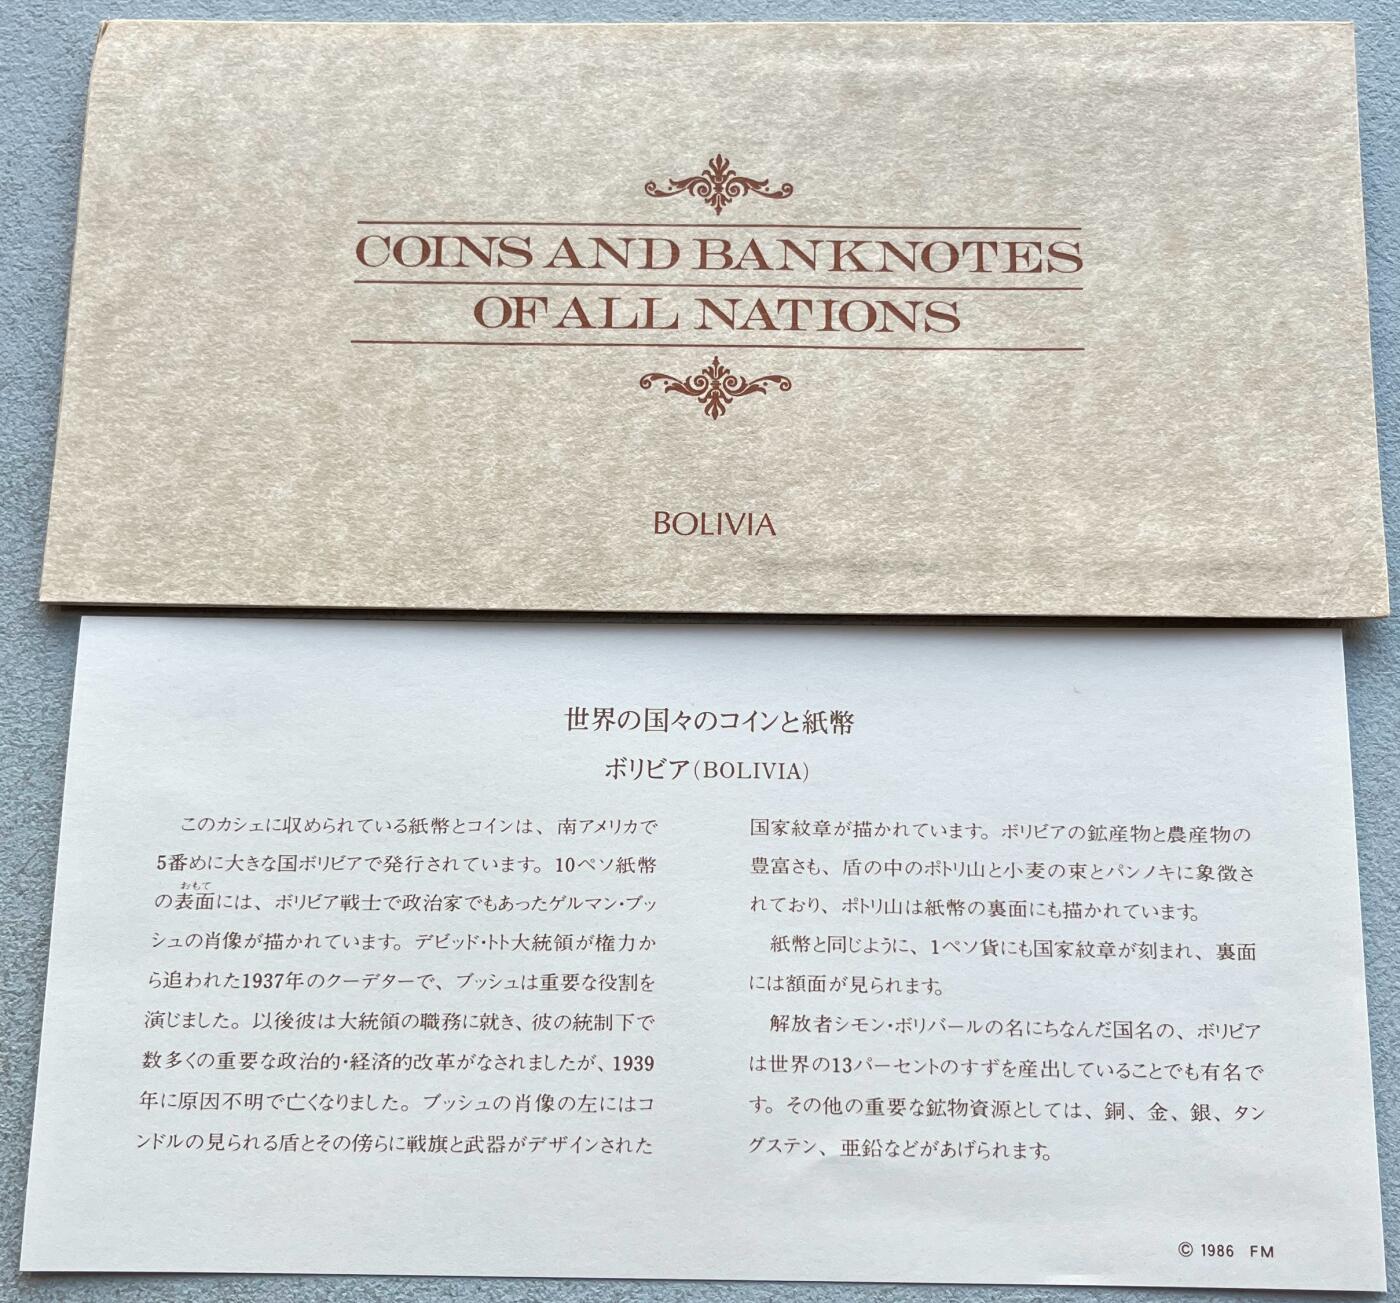 COINS AND BANKNOTES
OF ALL NATIONS
BOLIVIA
世界の国々のコインと紙幣
ボリビア(BOLIVIA)
このカシェに収められている紙幣とコインは、南アメリカで
5番めに大きな国ボリビアで発行されています。10ペソ紙幣
おもて
の表面には、ボリビア戦士で政治家でもあったゲルマン・ブッ
シュの肖像が描かれています。デビッド・トト大統領が権力か
ら追われた1937年のクーデターで、ブッシュは重要な役割を
演じました。以後彼は大統領の職務に就き、彼の統制下で
数多くの重要な政治的・経済的改革がなされましたが、1939
年に原因不明で亡くなりました。ブッシュの肖像の左にはコ
ンドルの見られる盾とその傍らに戦旗と武器がデザインされた
国家紋章が描かれています。ボリビアの鉱産物と農産物の
豊富さも、盾の中のポトリ山と小麦の束とパンノキに象徴さ
れており、ポトリ山は紙幣の裏面にも描かれています。
紙幣と同じように、1ペソ貨にも国家紋章が刻まれ、裏面
には額面が見られます。
解放者シモン・ボリバールの名にちなんだ国名の、ボリビア
は世界の13パーセントのすずを産出していることでも有名で
す。その他の重要な鉱物資源としては、銅、金、銀、タン
グステン、亜鉛などがあげられます。
© 1986 FM